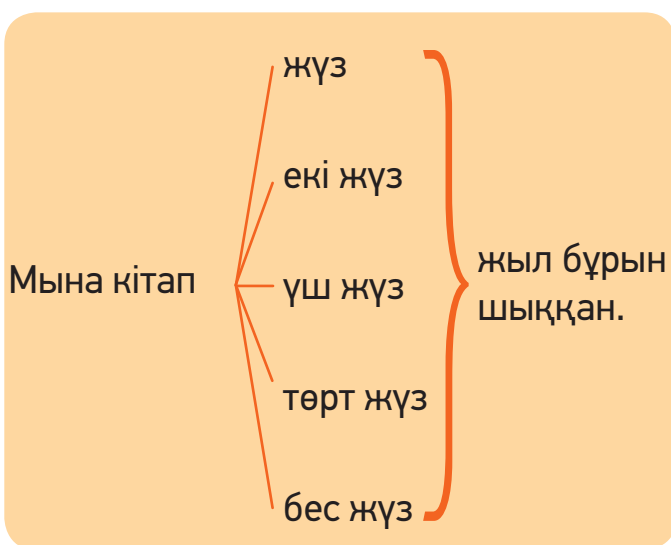 жүз
екі жүз
Мына кітап
үш жүз
жыл бұрын
шыққан.
төрт жүз
бес жүз